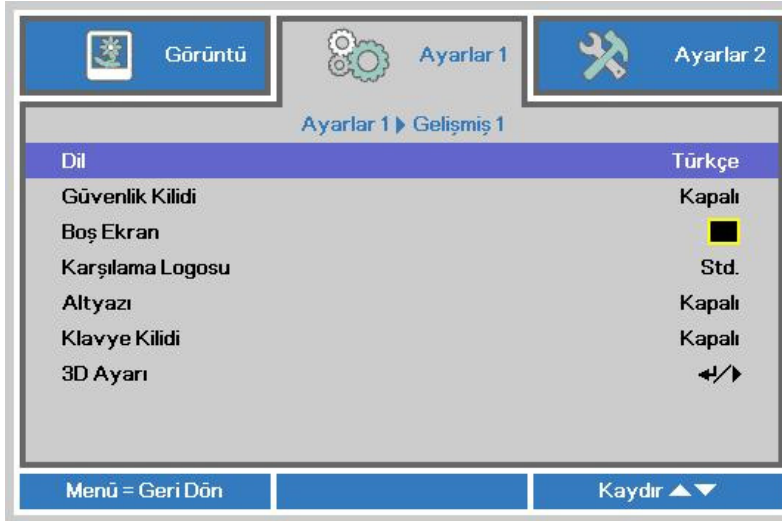 Görüntü Ayarlar 1 Ayarlar 2
Ayarlar 1 Gelişmiş 1
Dil Türkçe
Güvenlik Kilidi Kapalı
Boş Ekran
Karşılama Logosu Std.
Altyazı Kapalı
Klavye Kilidi Kapalı
3D Ayarı
Menü = Geri Dön Kaydır